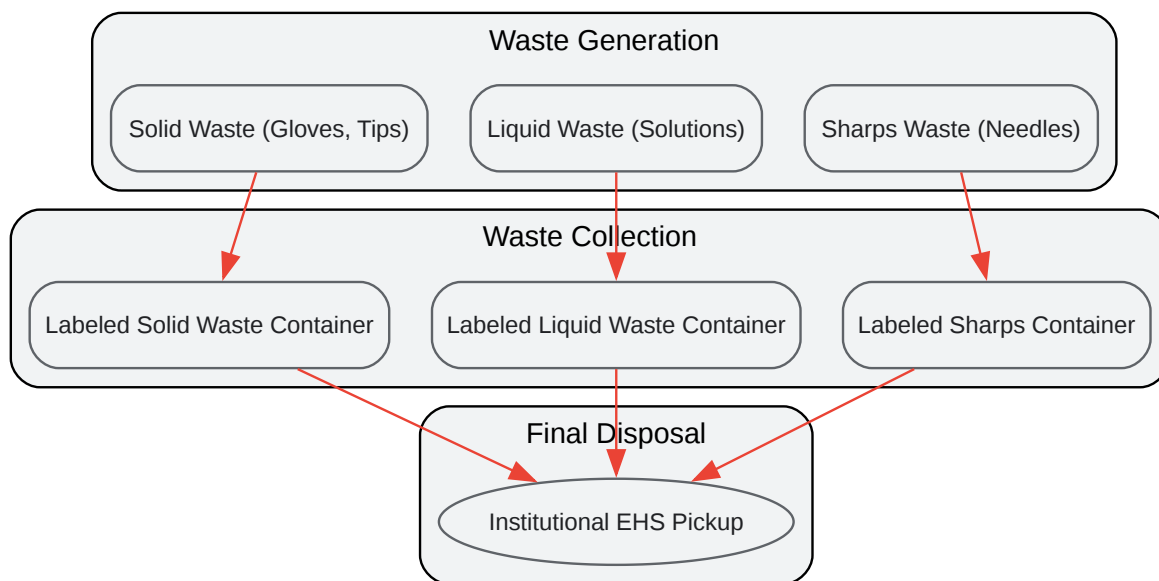 Waste Generation
Solid Waste (Gloves, Tips)
Liquid Waste (Solutions)
Sharps Waste (Needles)
Waste Collection
Labeled Solid Waste Container
Labeled Liquid Waste Container
Labeled Sharps Container
Final Disposal
Institutional EHS Pickup